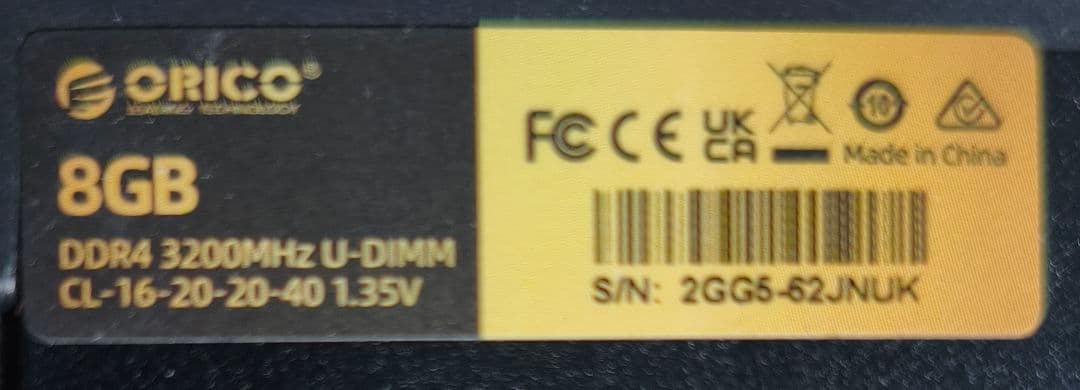 ORICO®
8GB
DDR4 3200MHz U-DIMM
CL-16-20-20-40 1.35V
FC CE UK CA
10
Made in China
S/N: 2GG5-62JNUK